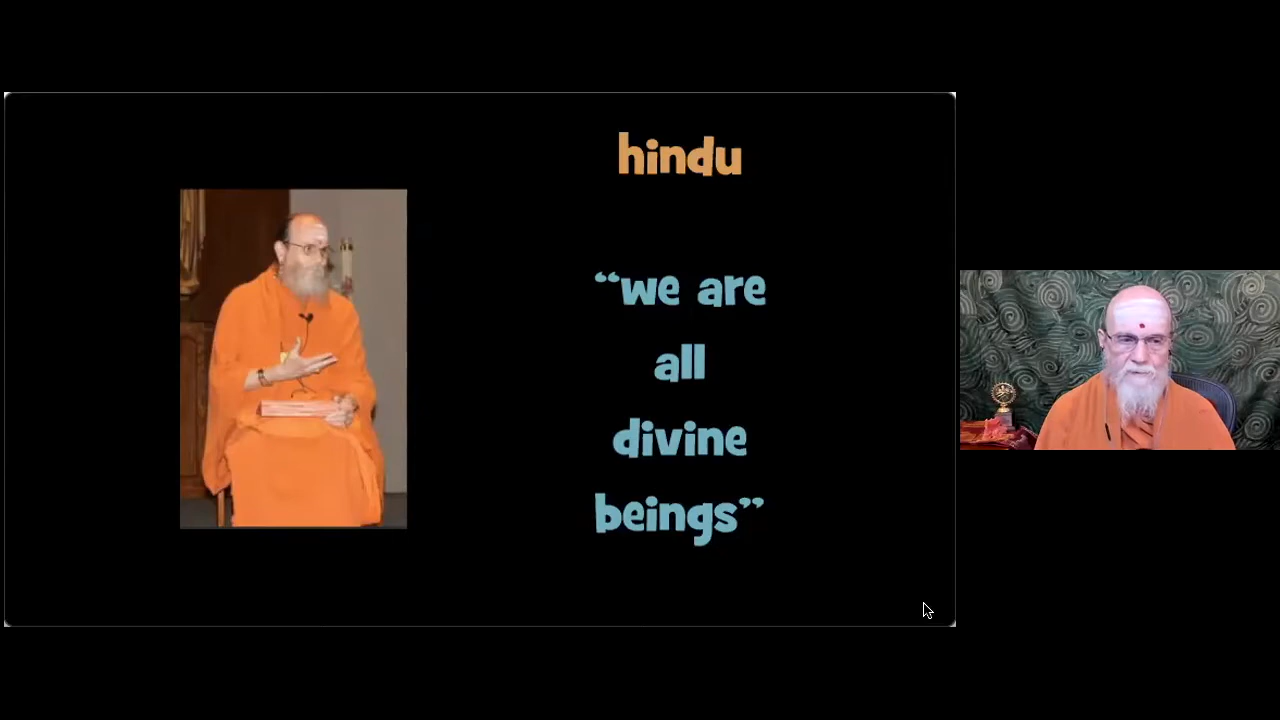 hindu
“we are
all
divine
beings”